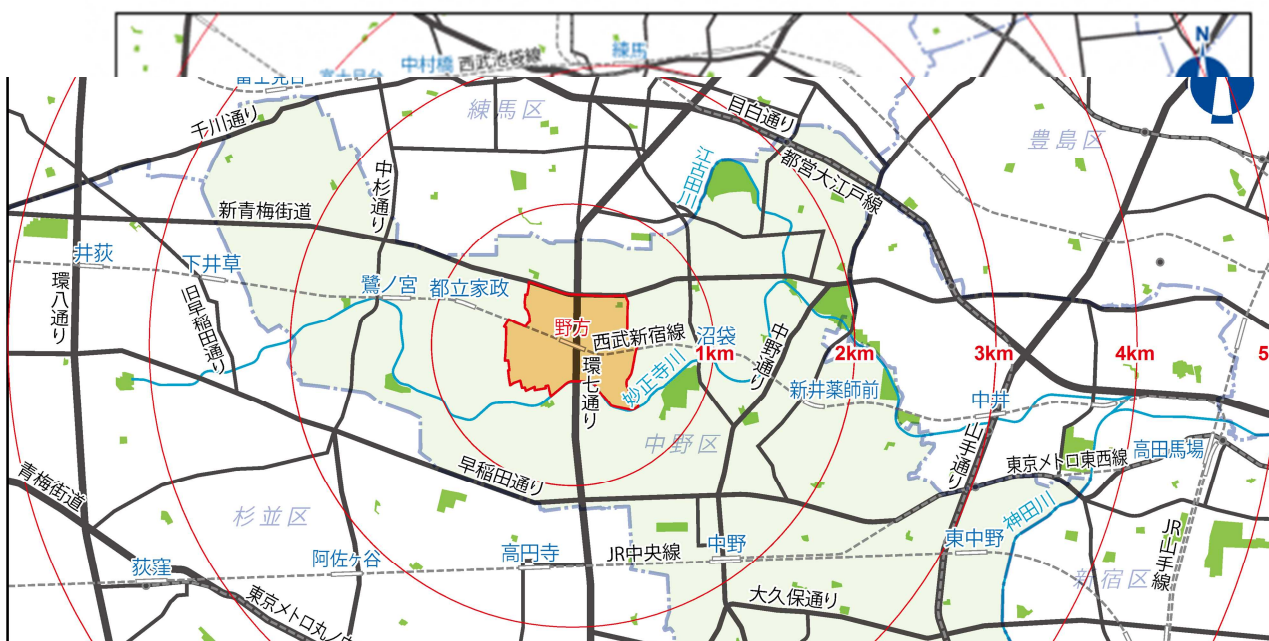 練馬
N
中村橋
西武池袋線
富士見台
練馬区
目白通り
千川通り
豊島区
江古田川
都営大江戸線
中杉通り
新青梅街道
井荻
下井草
鷺ノ宮
都立家政
環八通り
旧早稲田通り
野方
西武新宿線
沼袋
1km
2km
3km
4km
5
中野通り
環七通り
妙正寺川
新井薬師前
中井
中野区
山手通り
高田馬場
早稲田通り
東京メトロ東西線
青梅街道
杉並区
神田川
JR山手線
荻窪
阿佐ヶ谷
高円寺
JR中央線
中野
東中野
新宿区
東京メトロ丸ノ
大久保通り